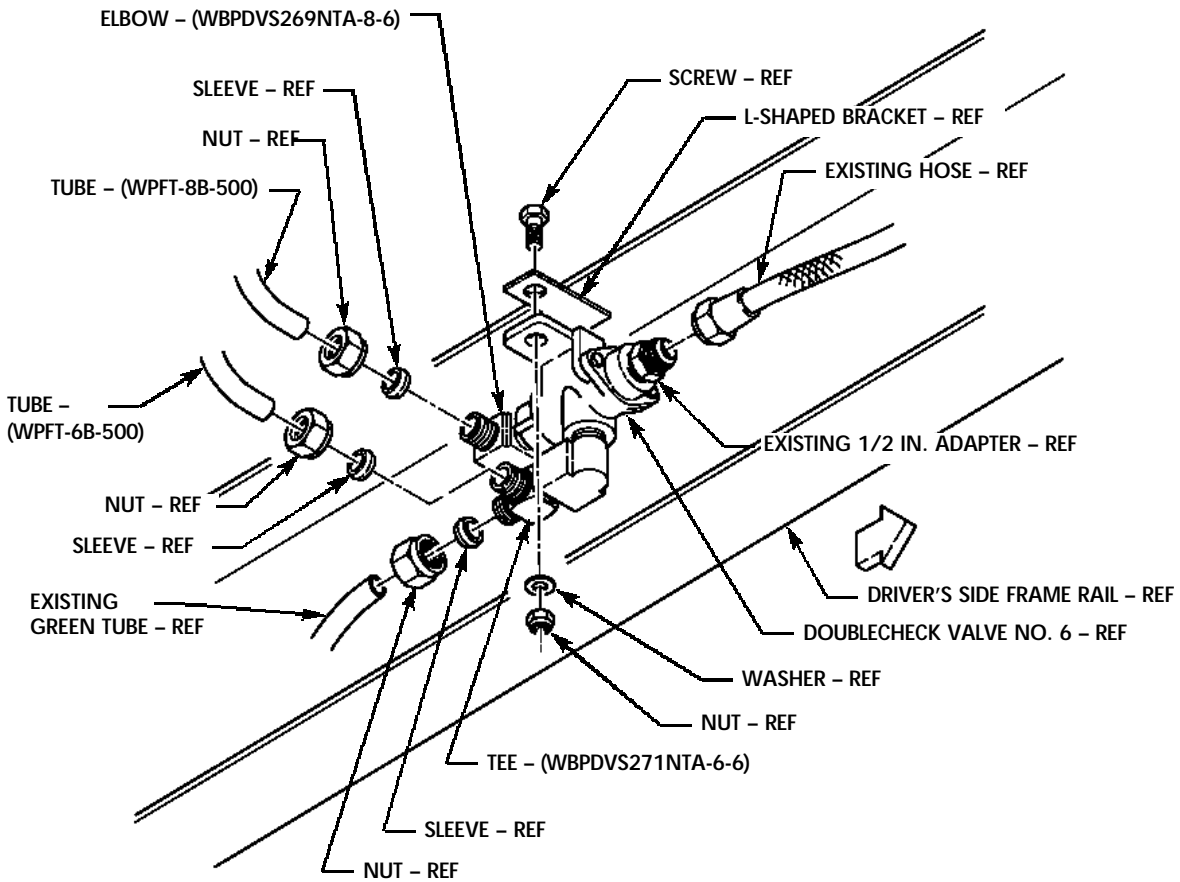 ELBOW – (WBPDVS269NTA-8-6)
SLEEVE – REF
NUT – REF
TUBE – (WPFT-8B-500)
SCREW – REF
L-SHAPED BRACKET – REF
EXISTING HOSE – REF
TUBE –
(WPFT-6B-500)
NUT – REF
SLEEVE – REF
EXISTING
GREEN TUBE – REF
EXISTING 1/2 IN. ADAPTER – REF
DRIVER'S SIDE FRAME RAIL – REF
DOUBLECHECK VALVE NO. 6 – REF
WASHER – REF
NUT – REF
TEE – (WBPDVS271NTA-6-6)
SLEEVE – REF
NUT – REF